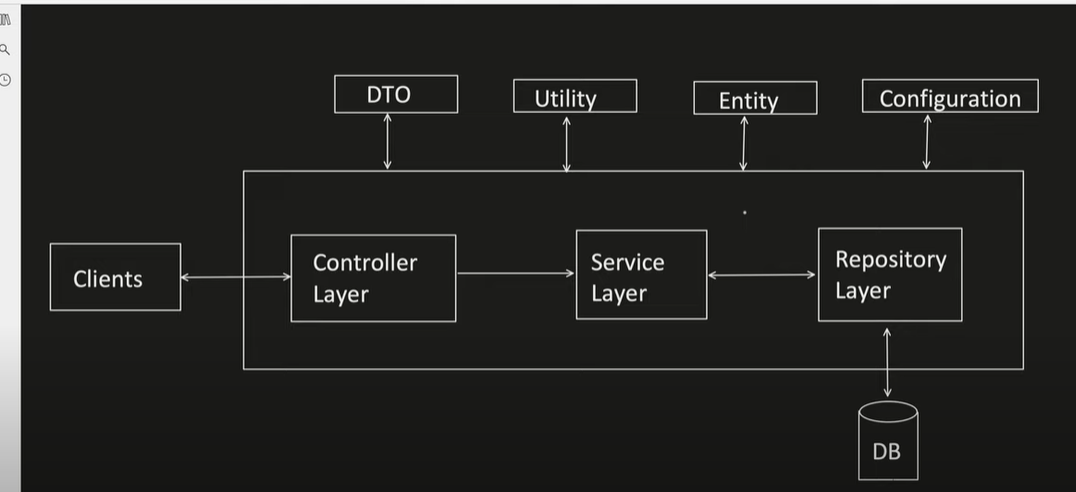 DTO
Utility
Entity
Configuration
Clients
Controller
Layer
Service
Layer
Repository
Layer
DB